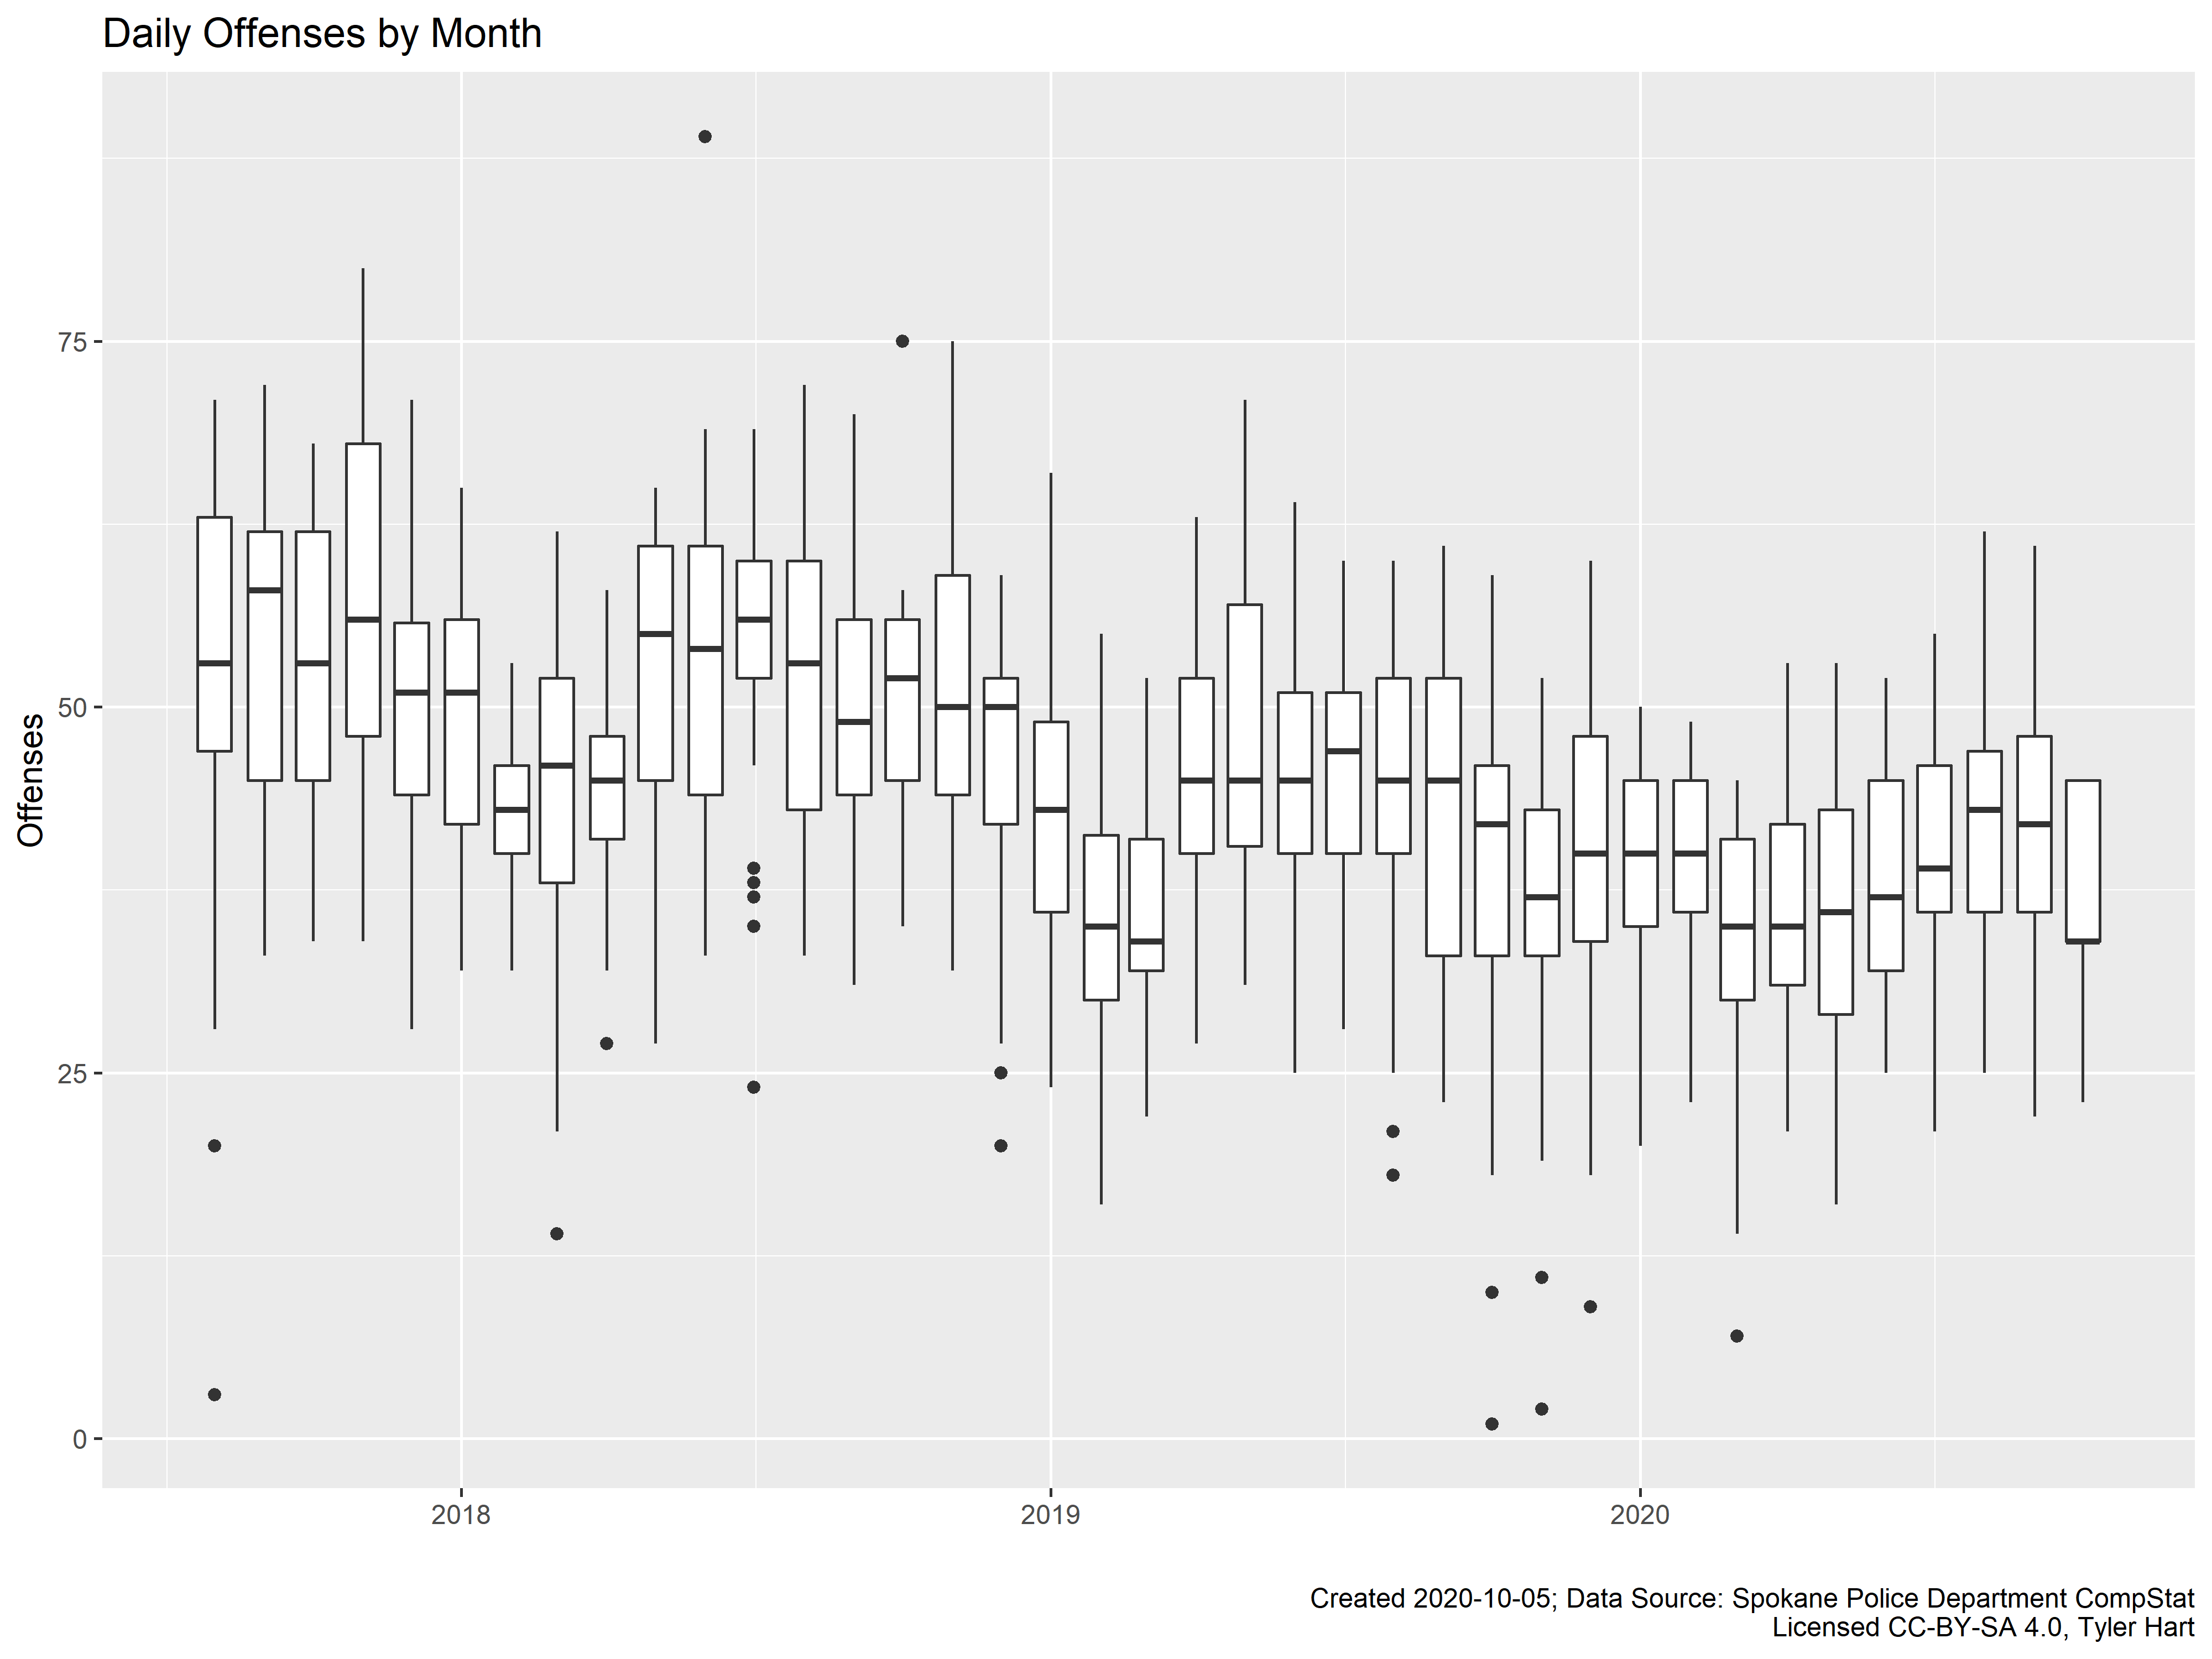 Daily Offenses by Month
Offenses
75
50
25
0
2018
2019
2020
Created 2020-10-05; Data Source: Spokane Police Department CompStat
Licensed CC-BY-SA 4.0, Tyler Hart